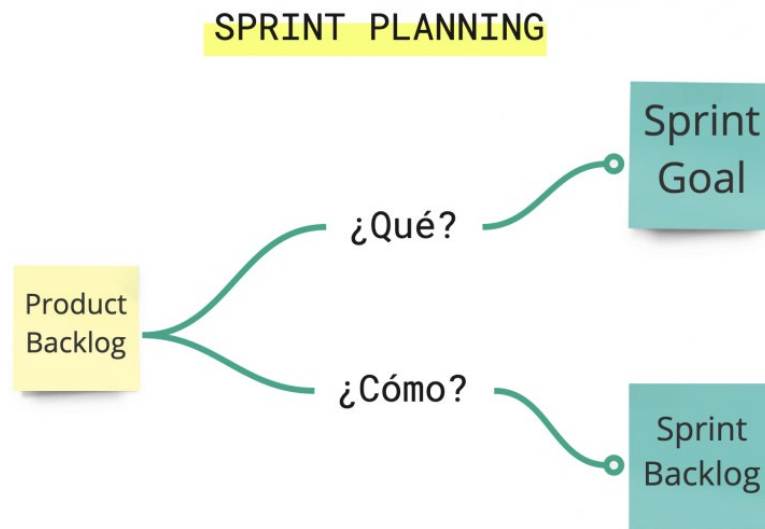 SPRINT PLANNING
Sprint
Goal
¿Qué?
Product
Backlog
¿Cómo?
Sprint
Backlog